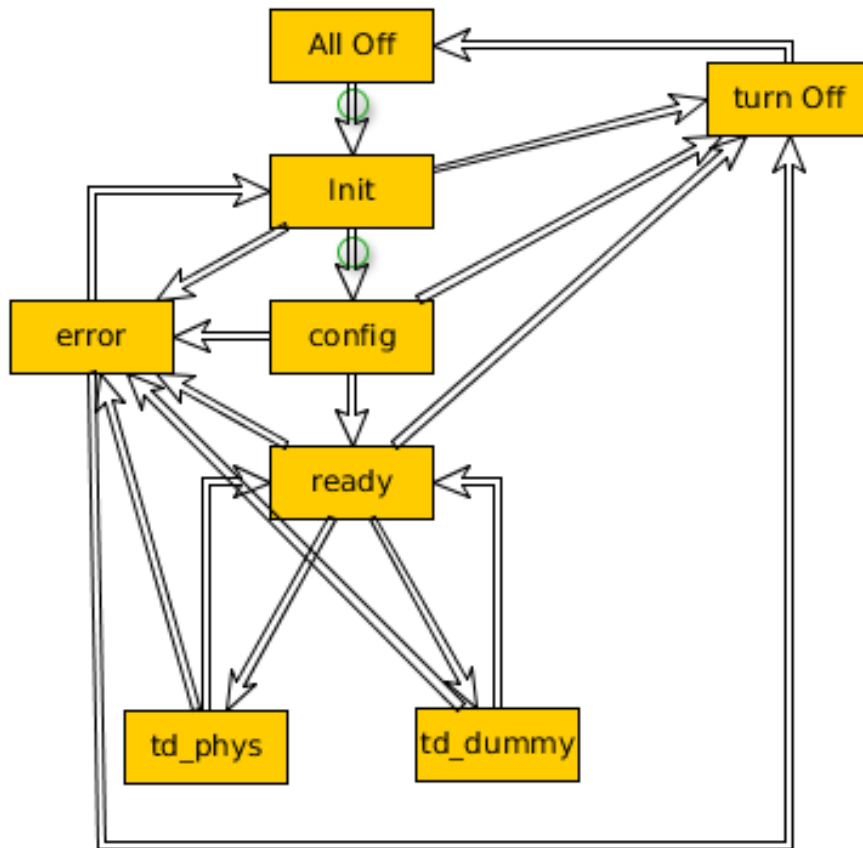 All Off
turn Off
Init
error
config
ready
td_phys
td_dummy